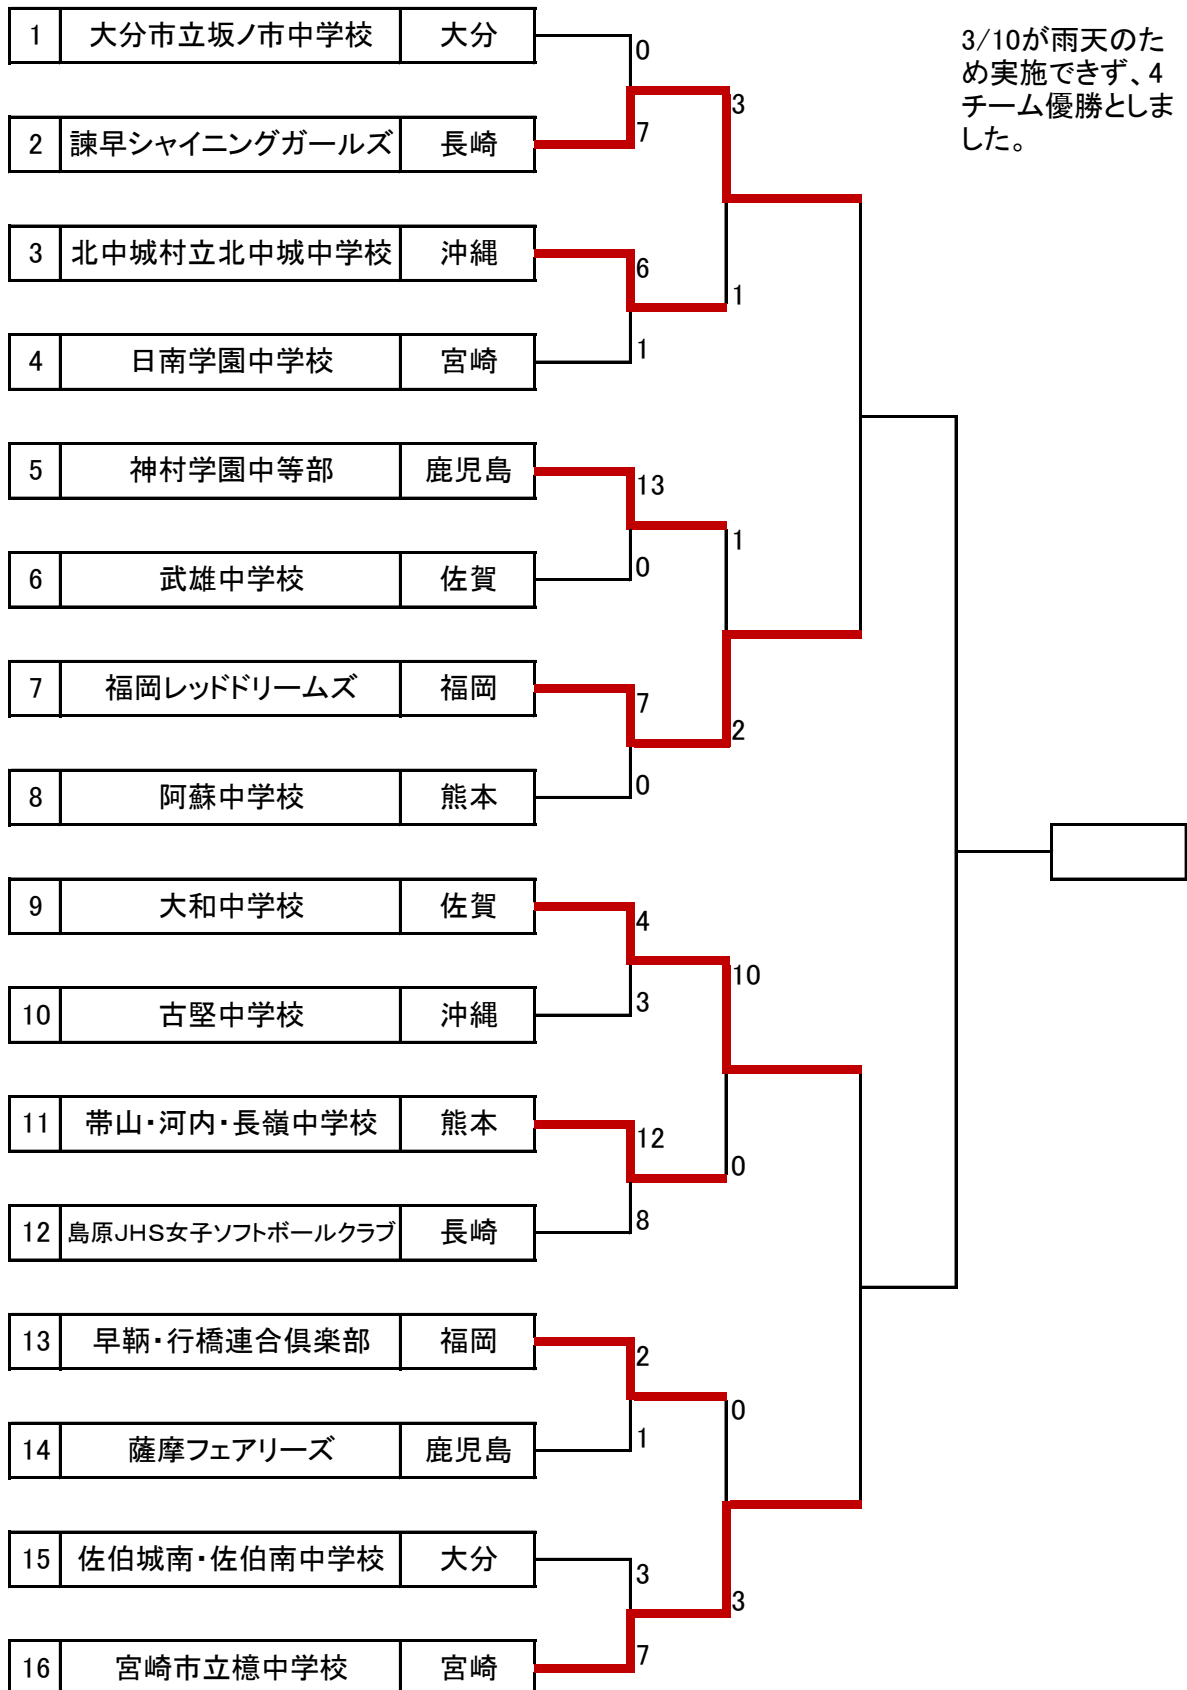 1 大分市立坂ノ市中学校 大分
0
3/10が雨天のた
め実施できず、4
チーム優勝としま
した。
3
2 諫早シャイニングガールズ 長崎
7
3 北中城村立北中城中学校 沖縄
6
1
4 日南学園中学校 宮崎
1
5 神村学園中等部 鹿児島
13
1
6 武雄中学校 佐賀
0
7 福岡レッドドリームズ 福岡
7
2
8 阿蘇中学校 熊本
0
9 大和中学校 佐賀
4
10
10 古堅中学校 沖縄
3
11 帯山・河内・長嶺中学校 熊本
12
0
12 島原JHS女子ソフトボールクラブ 長崎
8
13 早鞆・行橋連合倶楽部 福岡
2
0
14 薩摩フェアリーズ 鹿児島
1
15 佐伯城南・佐伯南中学校 大分
3
3
16 宮崎市立檍中学校 宮崎
7